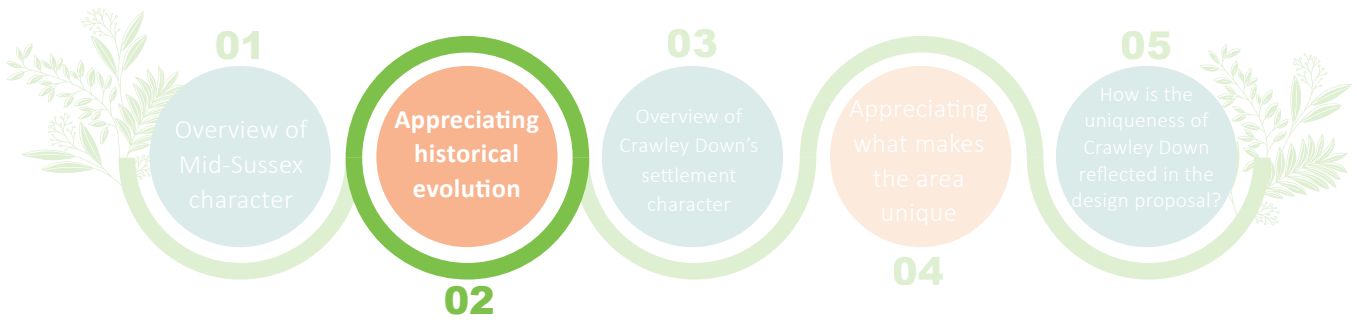 01
Overview of
Mid-Sussex
character
Appreciating
historical
evolution
02
03
Overview of
Crawley Down's
settlement
character
Appreciating
what makes
the area
unique
04
05
How is the
uniqueness of
Crawley Down
reflected in the
design proposal?